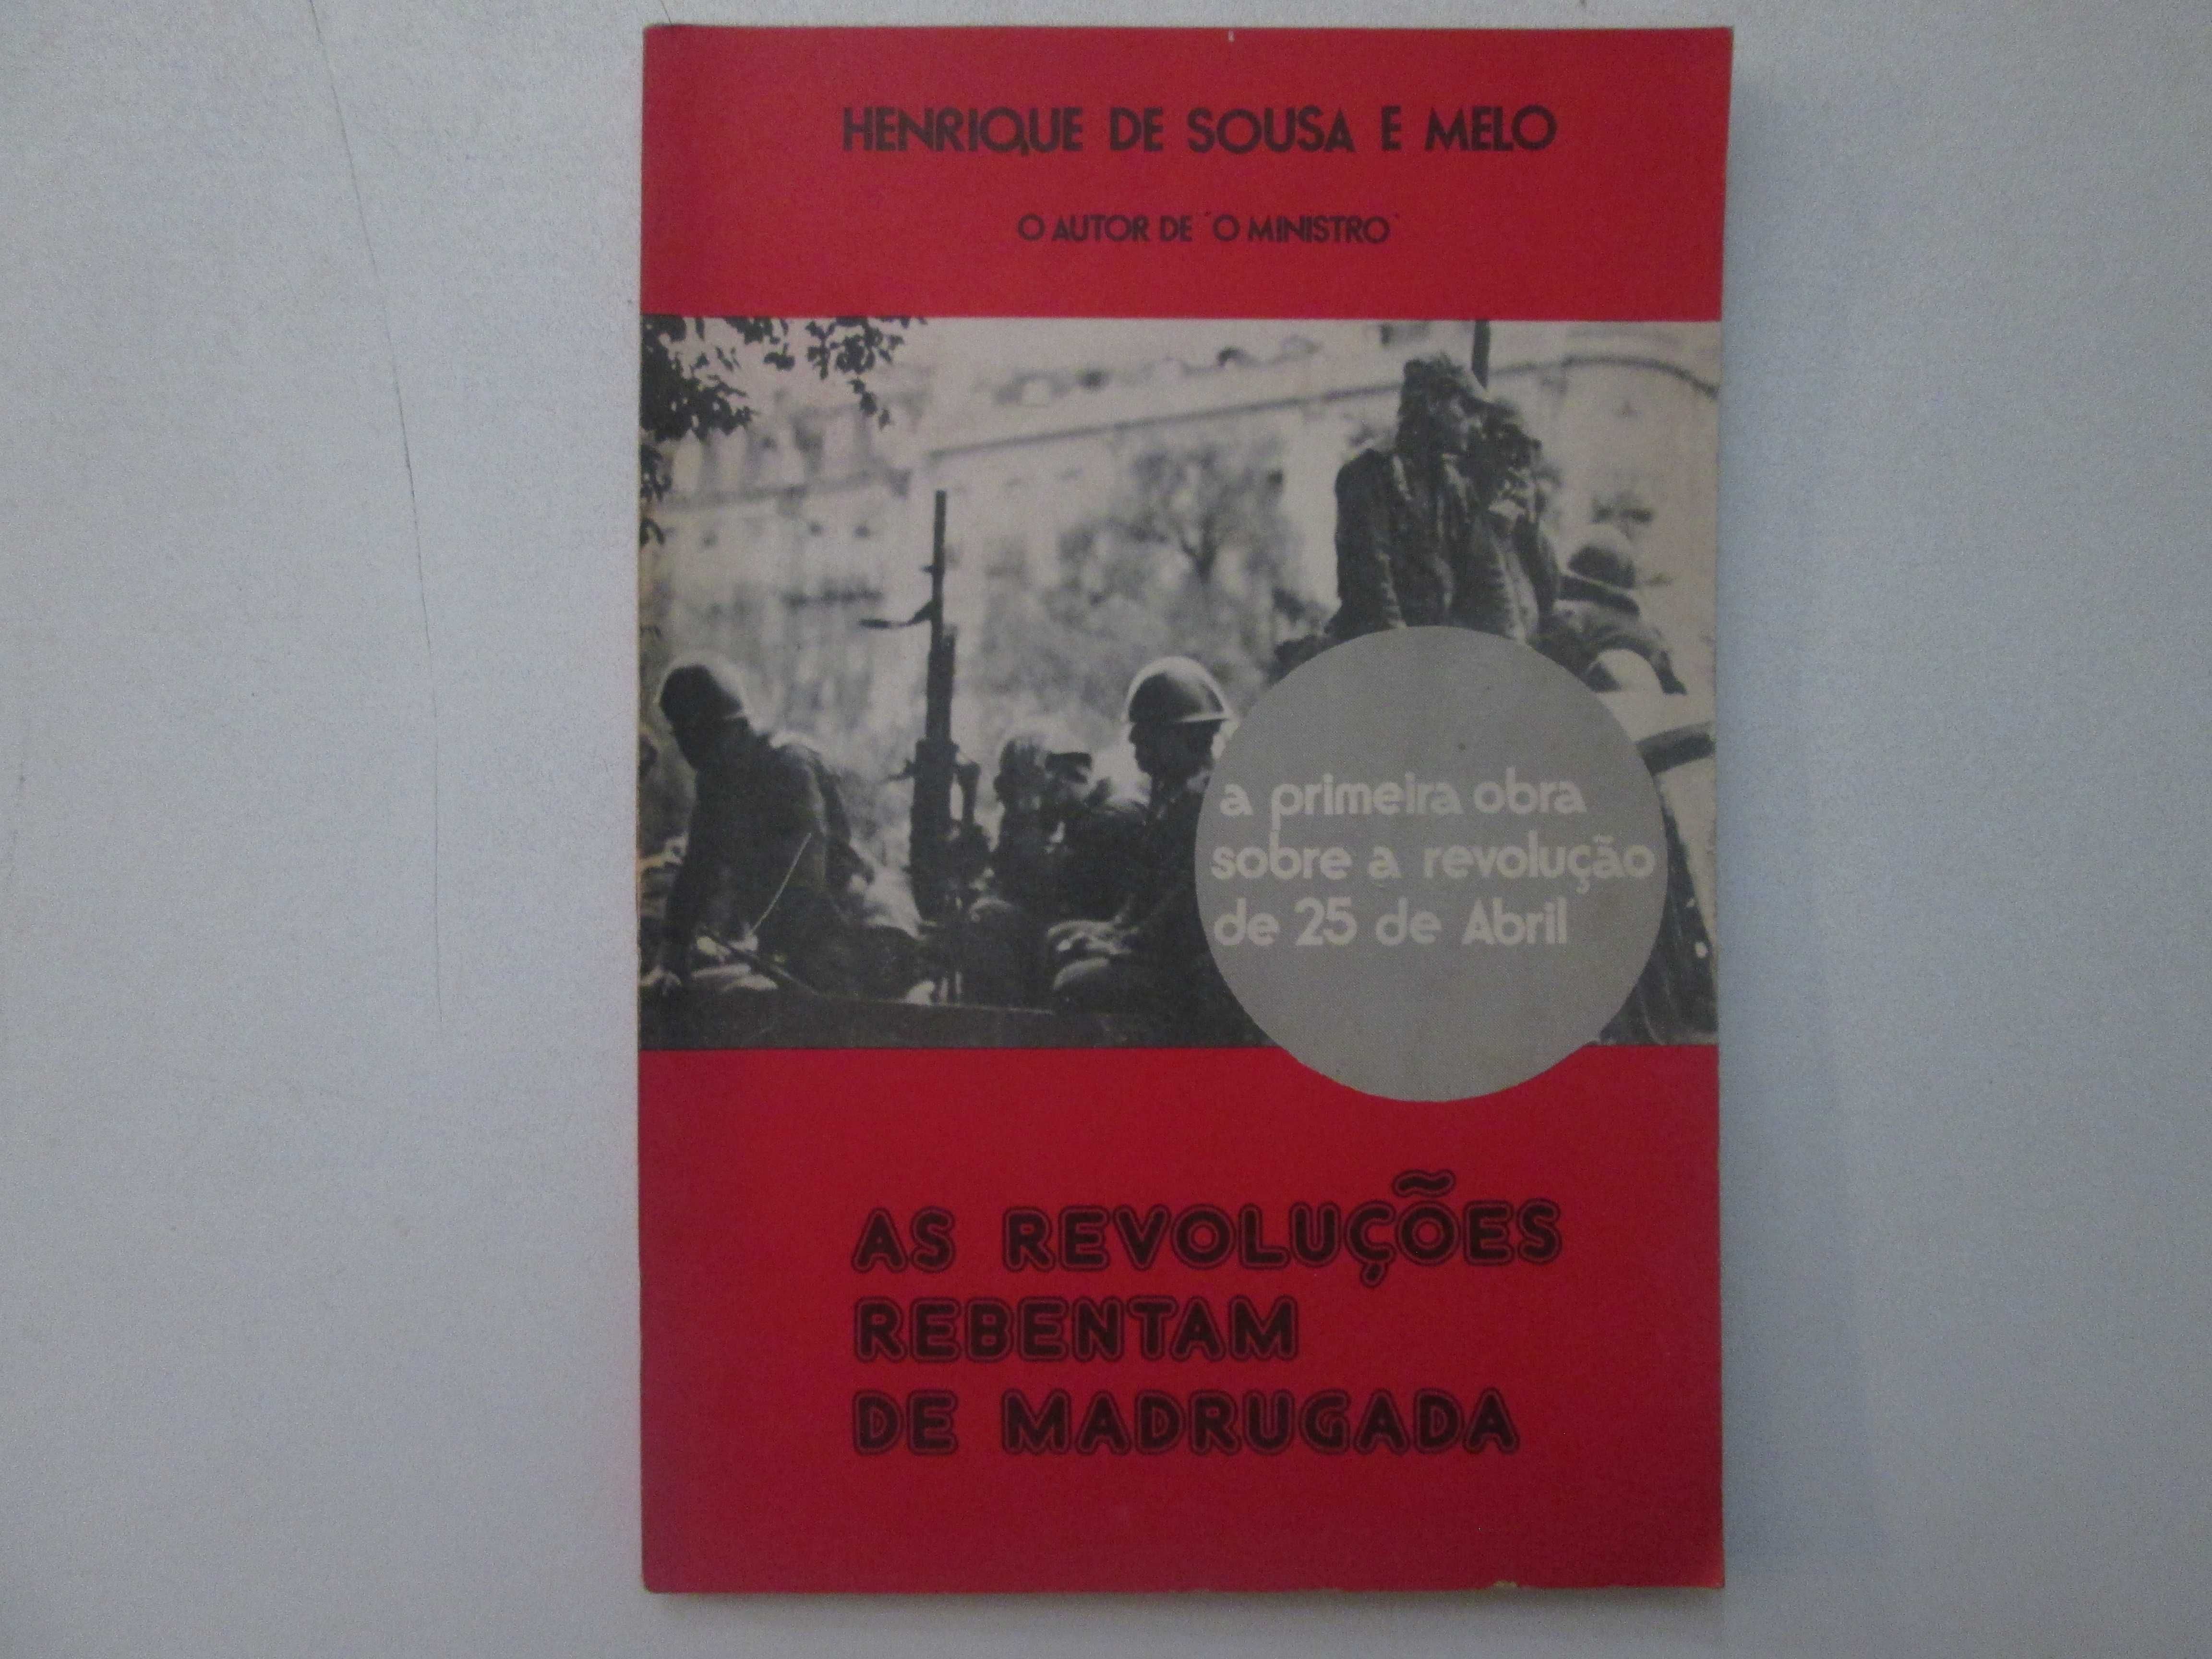 HENRIQUE DE SOUSA E MELO
O AUTOR DE "O MINISTRO"
a primeira obra
sobre a revolução
de 25 de Abril
AS REVOLUÇÕES
REBENTAM
DE MADRUGADA